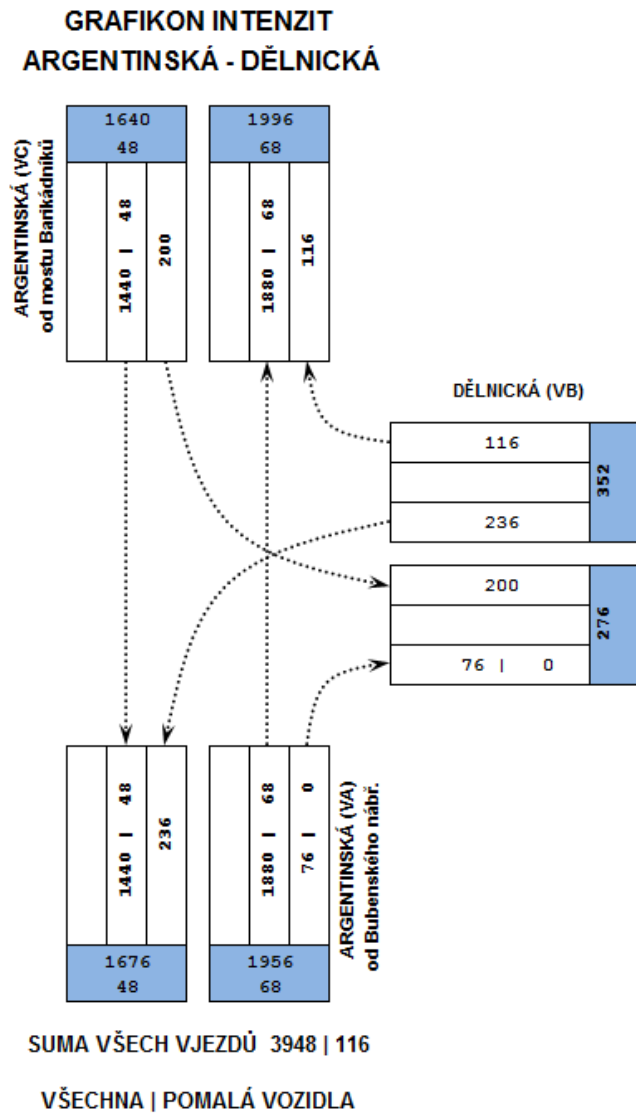 GRAFIKON INTENZIT
ARGENTINSKÁ - DĚLNICKÁ
1640
48
1996
68
ARGENTINSKÁ (VC)
od mostu Barikádníků
1440 | 48
200
1880 | 68
116
DĚLNICKÁ (VB)
116
236
352
200
76 | 0
276
1440 | 48
236
1880 | 68
76 | 0
ARGENTINSKÁ (VA)
od Bubenského nábř.
1676
48
1956
68
SUMA VŠECH VJEZDŮ 3948 | 116
VŠECHNA | POMALÁ VOZIDLA